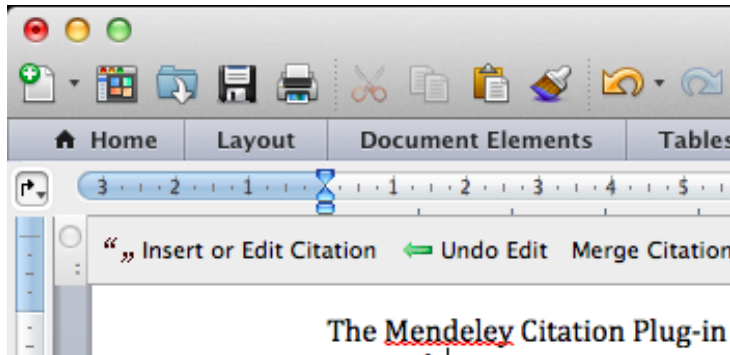 Home Layout Document Elements Tables
3 2 1 1 2 3 4 5
“ „ Insert or Edit Citation Undo Edit Merge Citation
The Mendeley Citation Plug-in